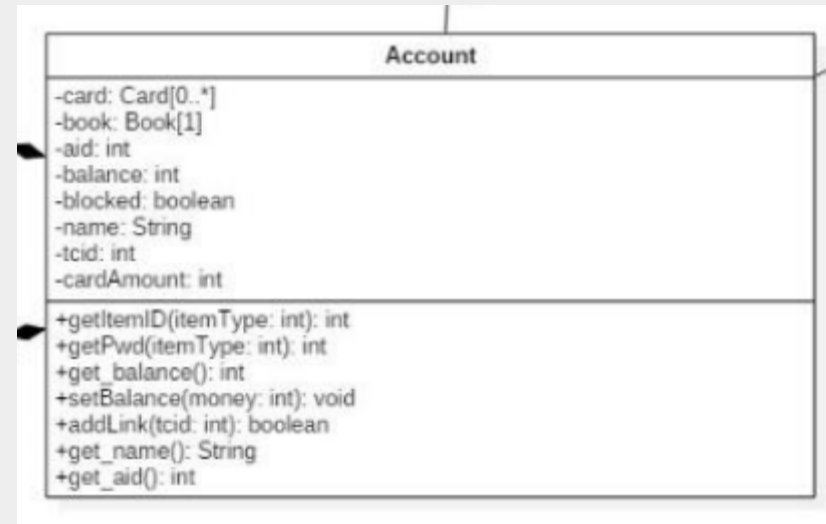 Account
-card: Card[0..*]
-book: Book[1]
-aid: int
-balance: int
-blocked: boolean
-name: String
-tcid: int
-cardAmount: int
+getItemID(itemType: int): int
+getPwd(itemType: int): int
+get_balance(): int
+setBalance(money: int): void
+addLink(tcid: int): boolean
+get_name(): String
+get_aid(): int